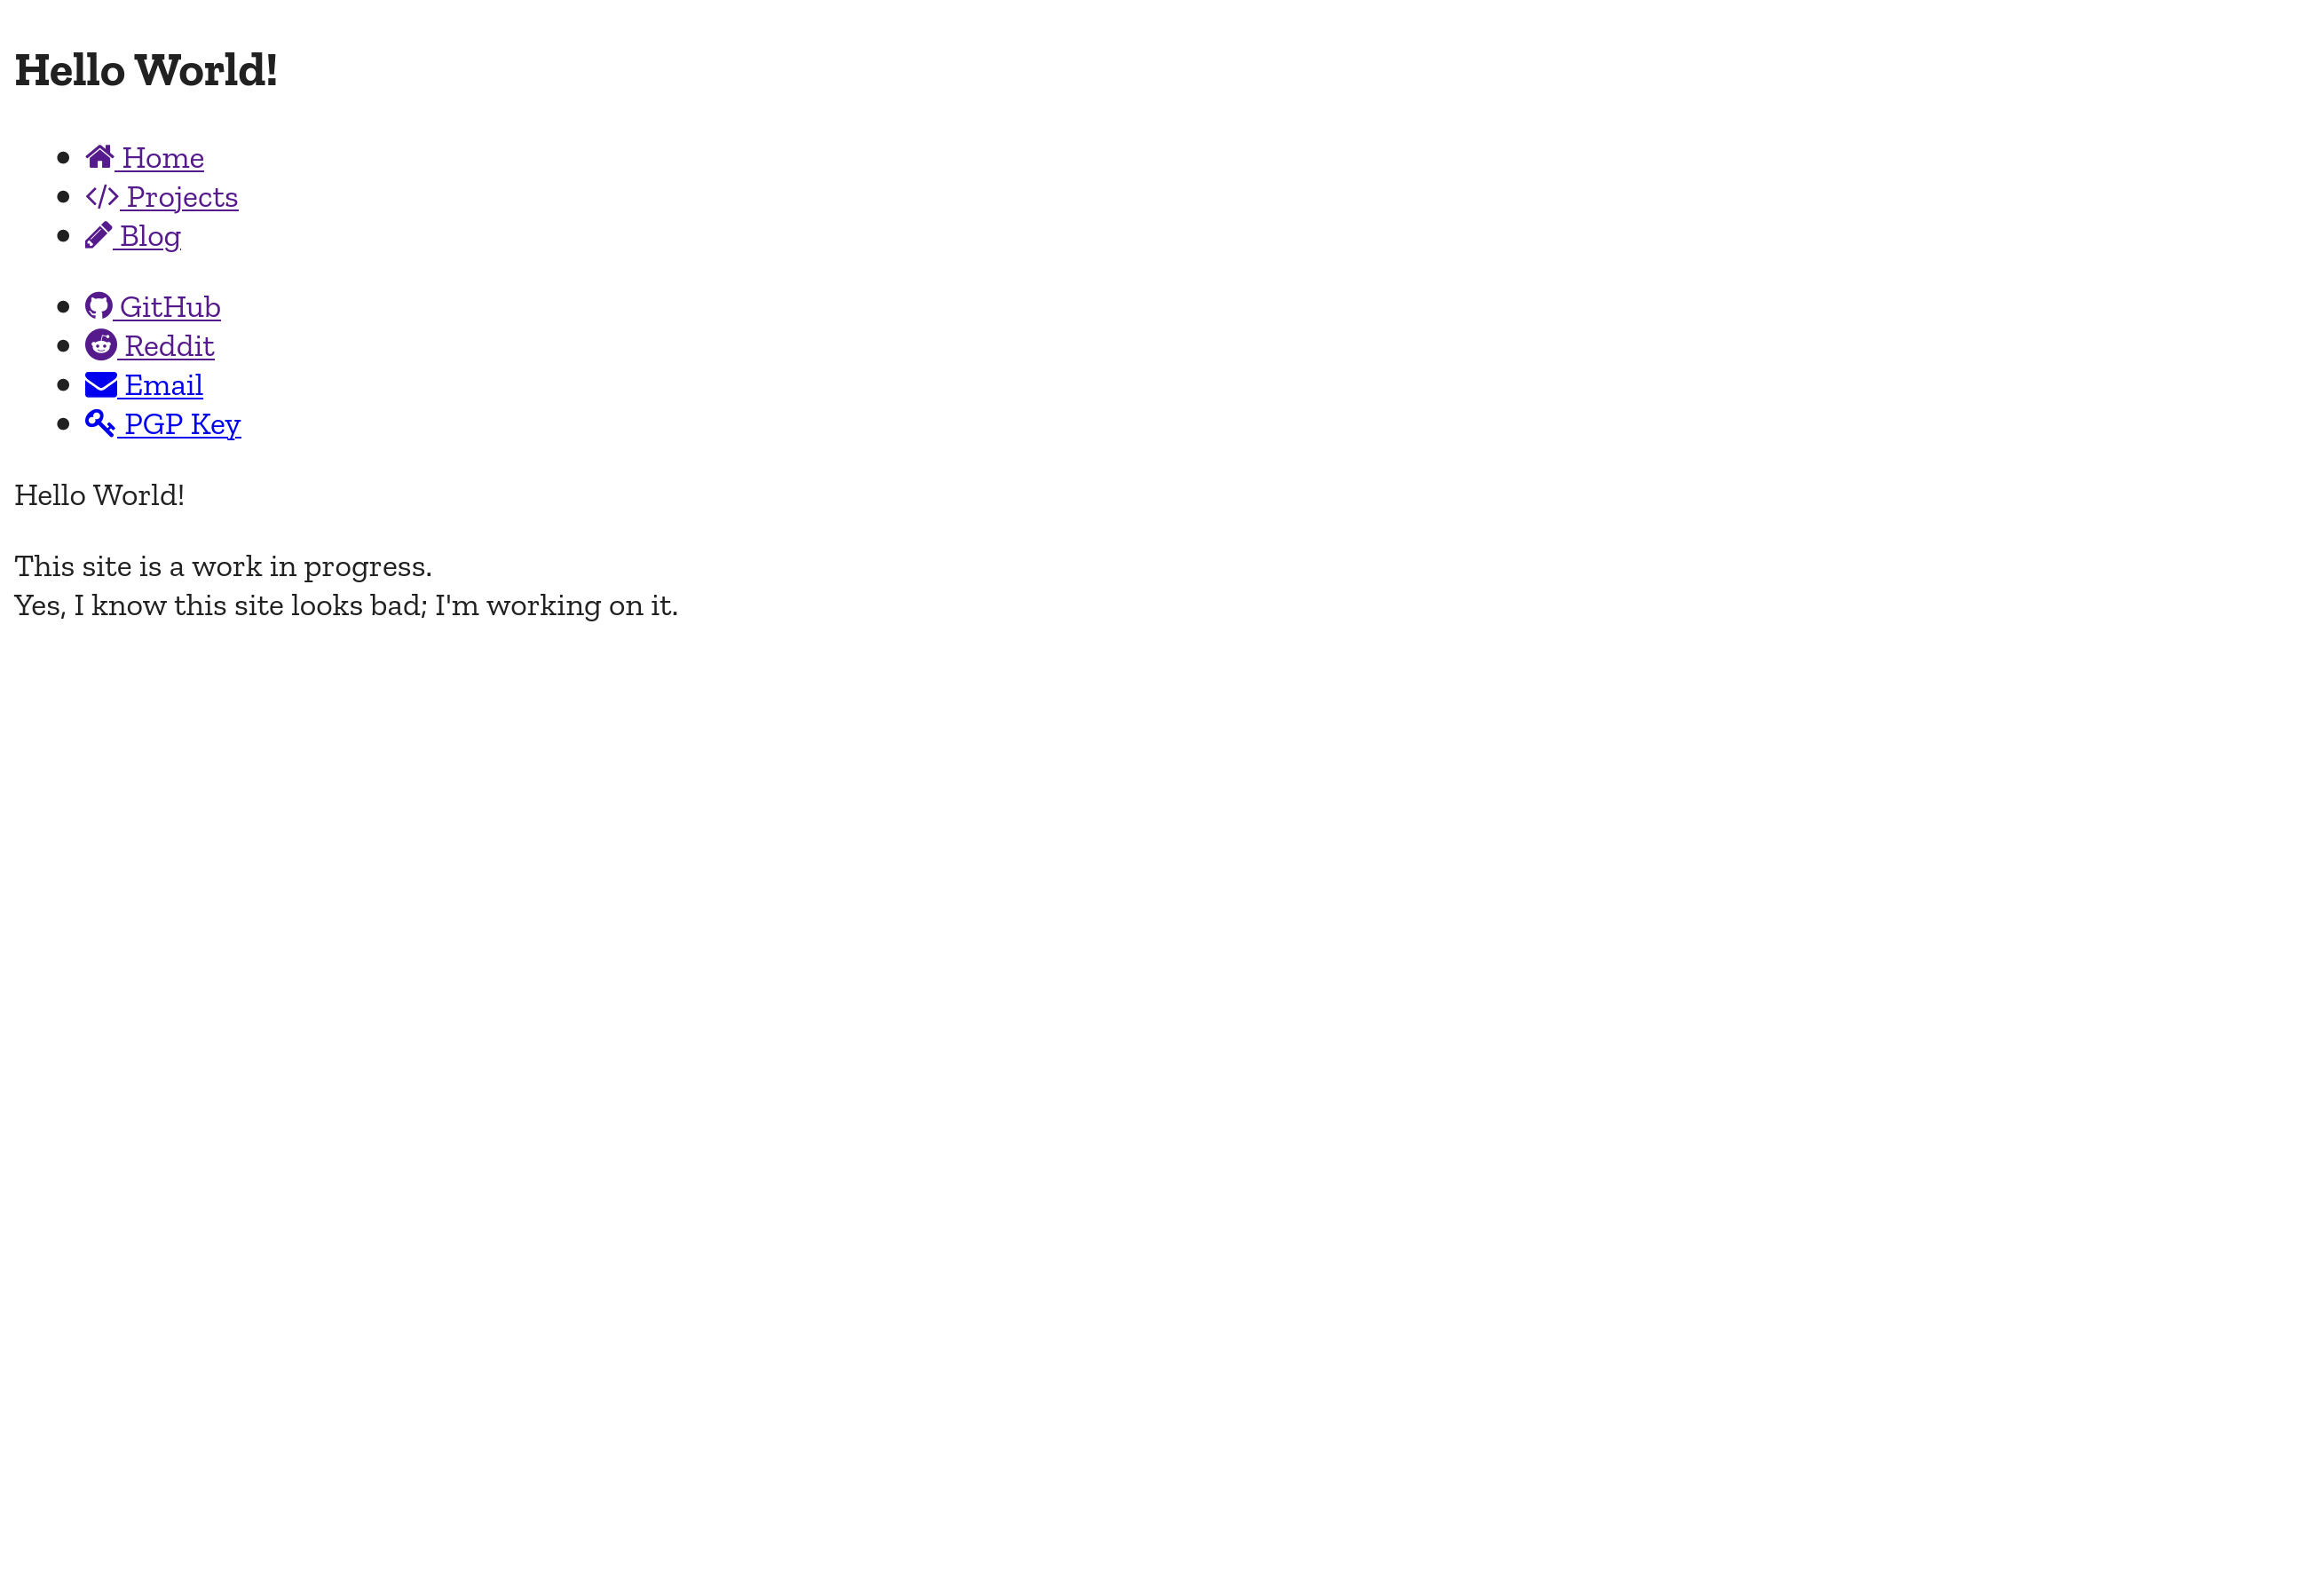 Hello World!
Home
Projects
Blog
GitHub
Reddit
Email
PGP Key
Hello World!
This site is a work in progress.
Yes, I know this site looks bad; I'm working on it.